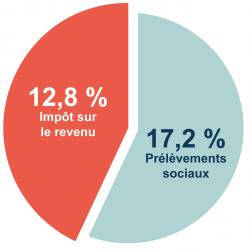 12,8 %
Impôt sur
le revenu
17,2 %
Prélèvements
sociaux